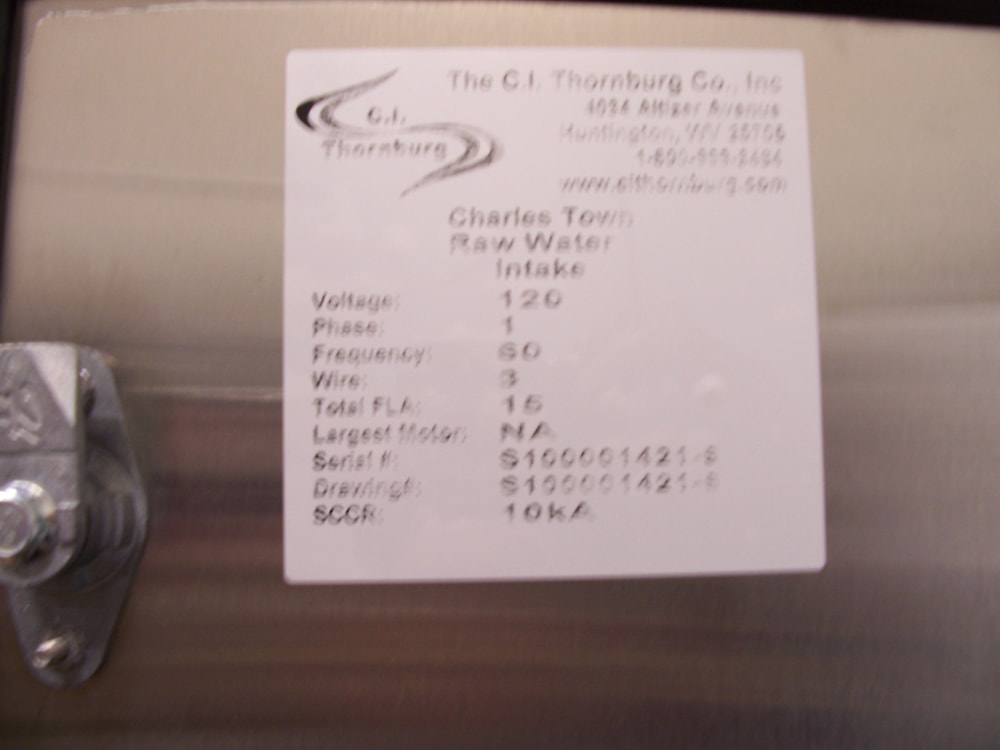 The C.I. Thornburg Co., Inc
4034 Altizer Avenue
Huntington, WV 25705
www.cithornburg.com
C.I.
Thornburg
Charles Town
Raw Water
Intake
Voltage: 120
Phase: 1
Frequency: 60
Wire: 3
Total FLA: 15
Largest Motor: NA
Serial #:
Drawing#:
SCCR: 10kA